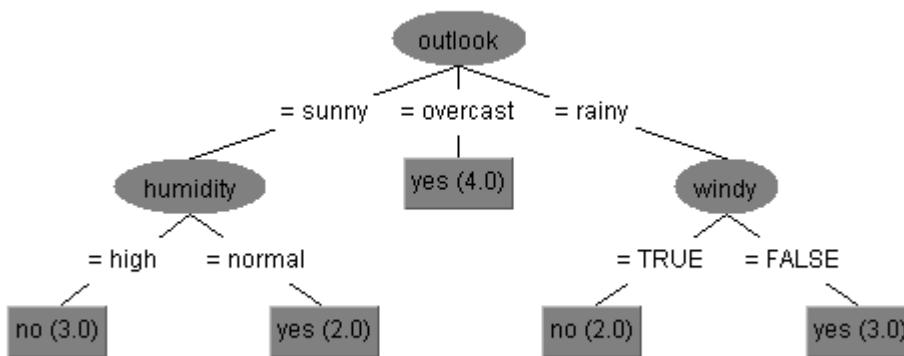 outlook
= sunny = overcast = rainy
humidity yes (4.0) windy
= high = normal = TRUE = FALSE
no (3.0) yes (2.0) no (2.0) yes (3.0)